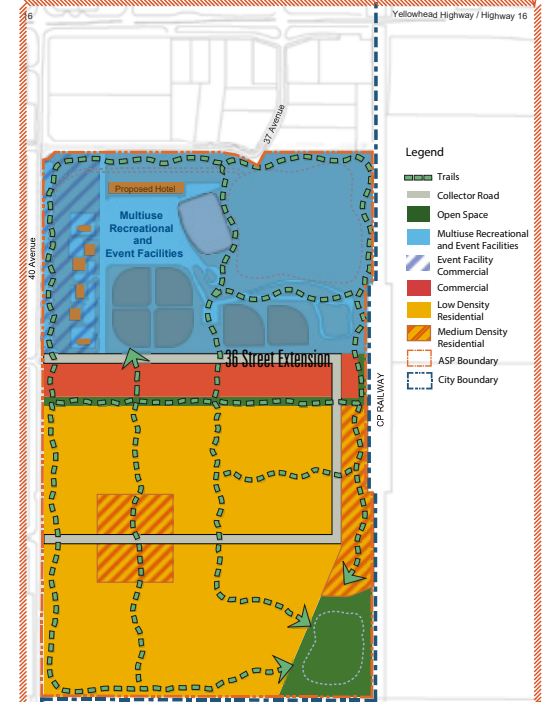 16
Yellowhead Highway / Highway 16
37 Avenue
40 Avenue
Proposed Hotel
Multiuse
Recreational
and
Event Facilities
36 Street Extension
CP RAILWAY
Legend
Trails
Collector Road
Open Space
Multiuse Recreational
and Event Facilities
Event Facility
Commercial
Commercial
Low Density
Residential
Medium Density
Residential
ASP Boundary
City Boundary